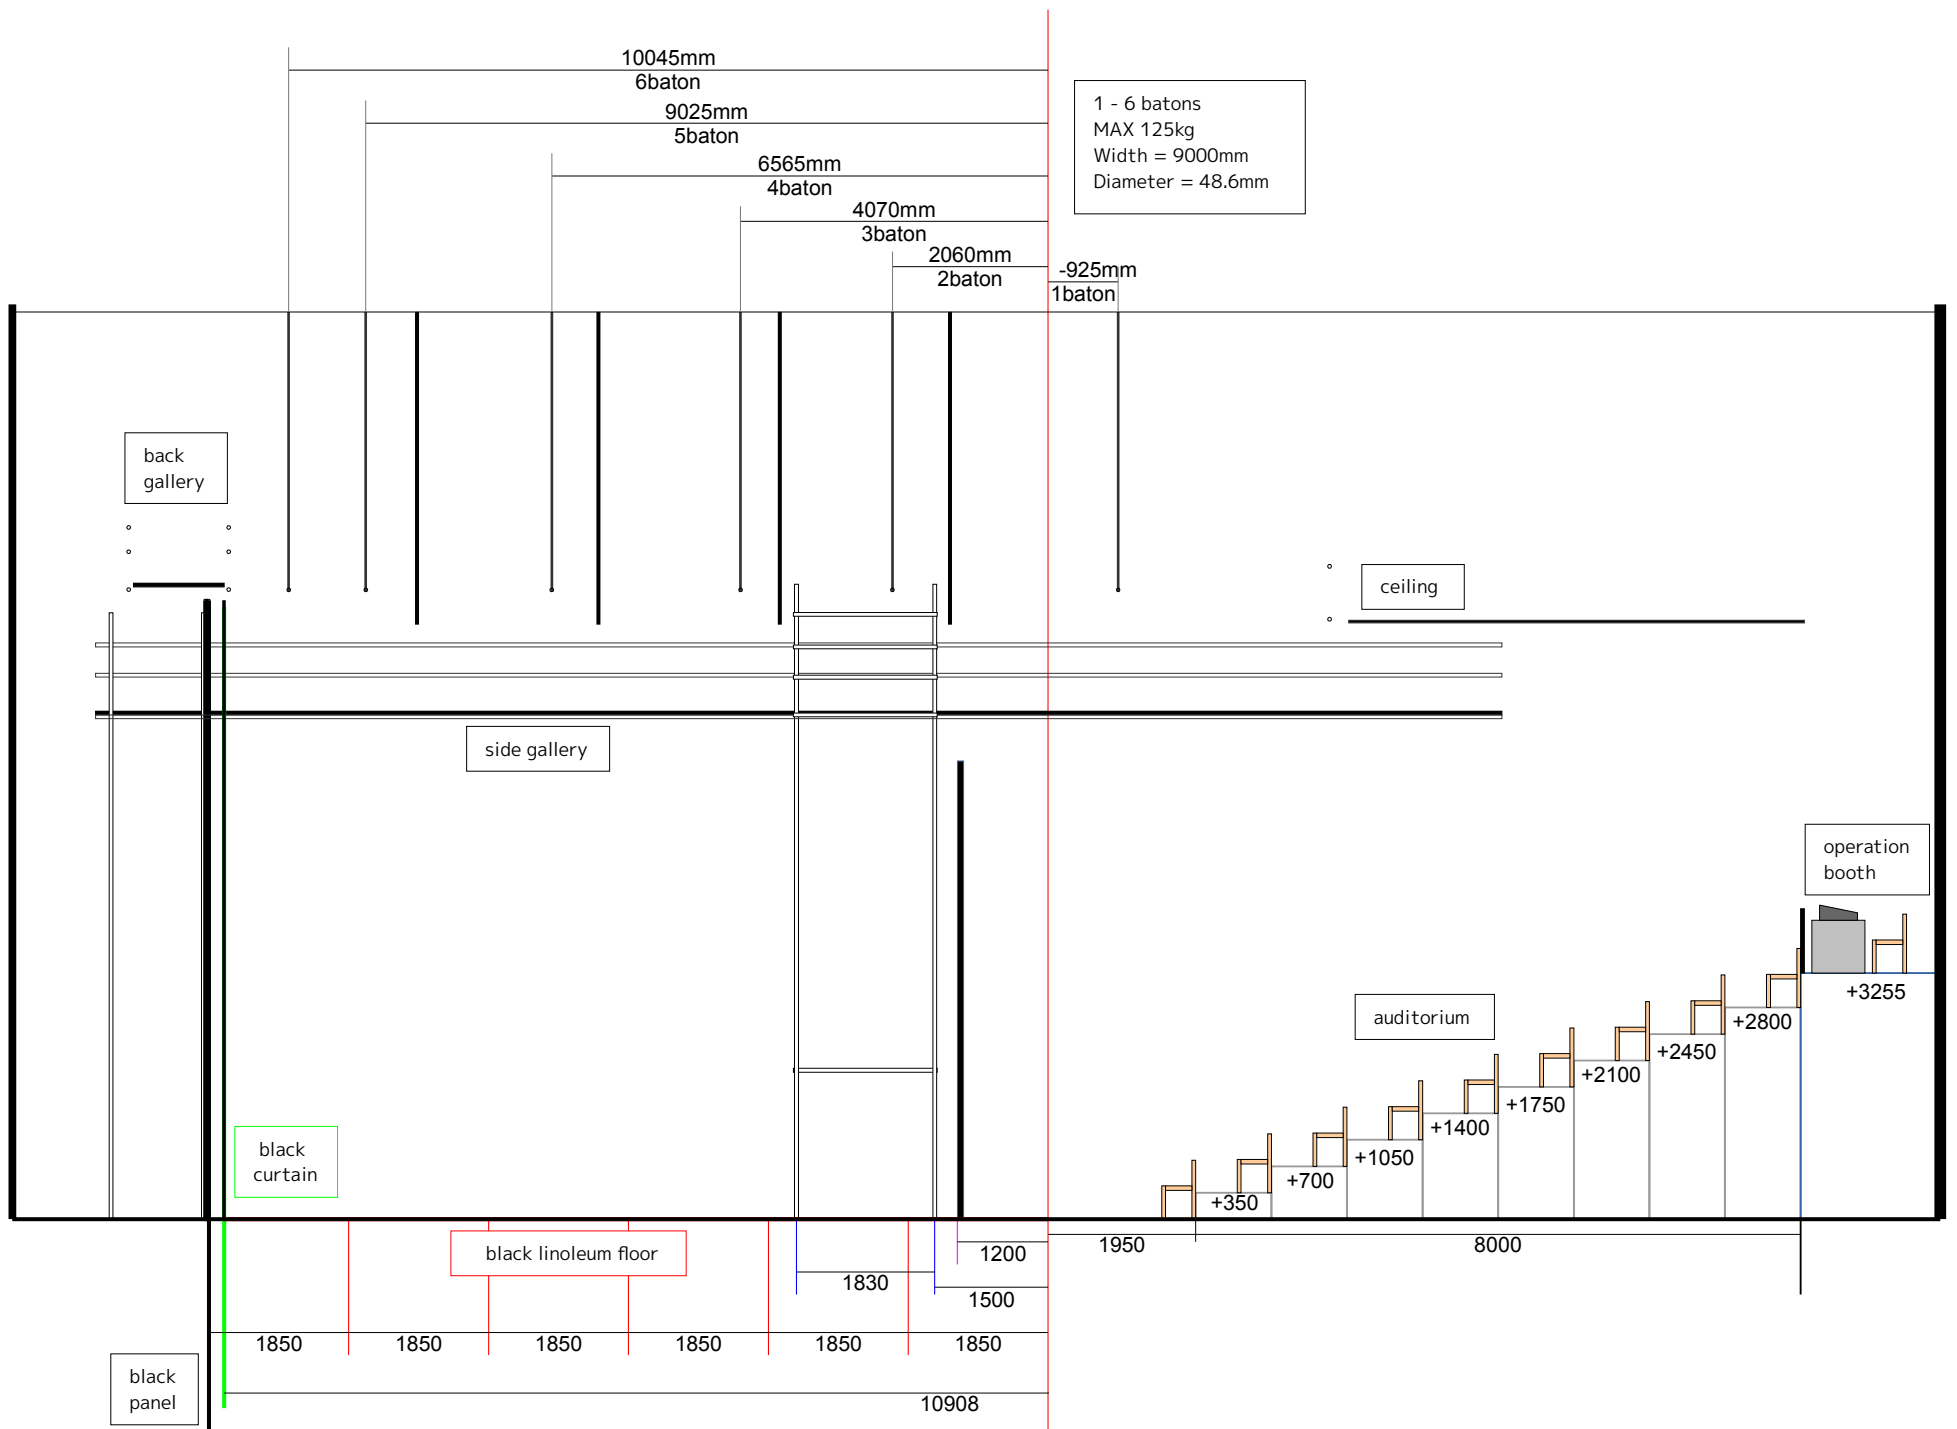 10045mm
6baton
9025mm
5baton
6565mm
4baton
4070mm
3baton
2060mm
2baton
-925mm
1baton
1 - 6 batons
MAX 125kg
Width = 9000mm
Diameter = 48.6mm
back
gallery
ceiling
side gallery
operation
booth
+3255
auditorium
+2800
+2450
+2100
+1750
+1400
+1050
+700
+350
black
curtain
black linoleum floor
1200
1950
8000
1830
1500
1850
1850
1850
1850
1850
1850
black
panel
10908